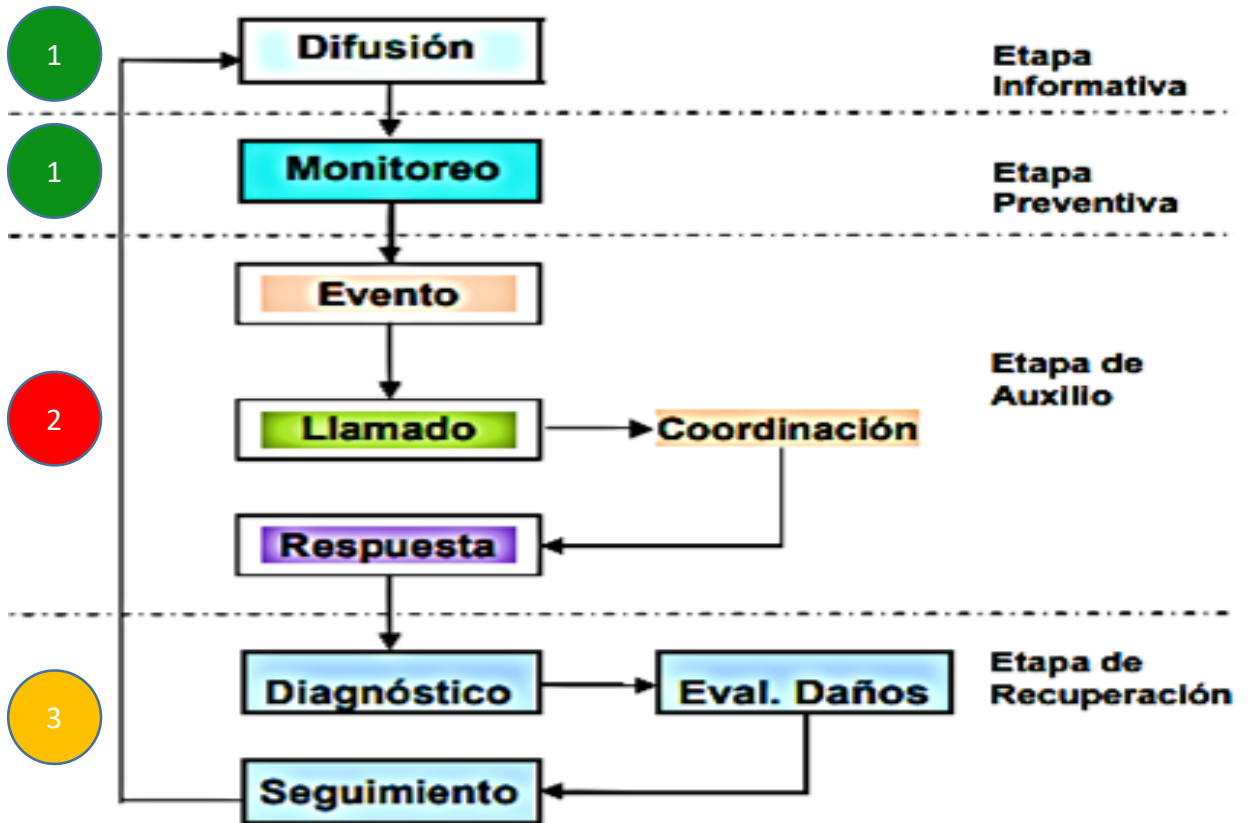 1
Difusión
Etapa
Informativa
1
Monitoreo
Etapa
Preventiva
Evento
2
Llamado
Coordinación
Etapa de
Auxilio
Respuesta
3
Diagnóstico
Eval. Daños
Etapa de
Recuperación
Seguimiento